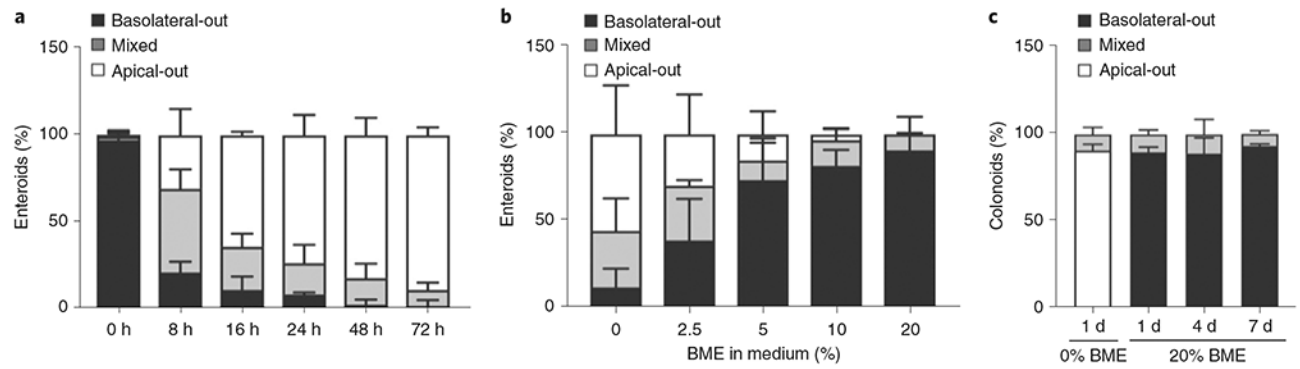 a
Basolateral-out
Mixed
Apical-out
150
100
50
0
Enteroids (%)
0 h 8 h 16 h 24 h 48 h 72 h
b
Basolateral-out
Mixed
Apical-out
150
100
50
0
Enteroids (%)
0 2.5 5 10 20
BME in medium (%)
c
Basolateral-out
Mixed
Apical-out
150
100
50
0
Colonoids (%)
1 d 1 d 4 d 7 d
0% BME 20% BME